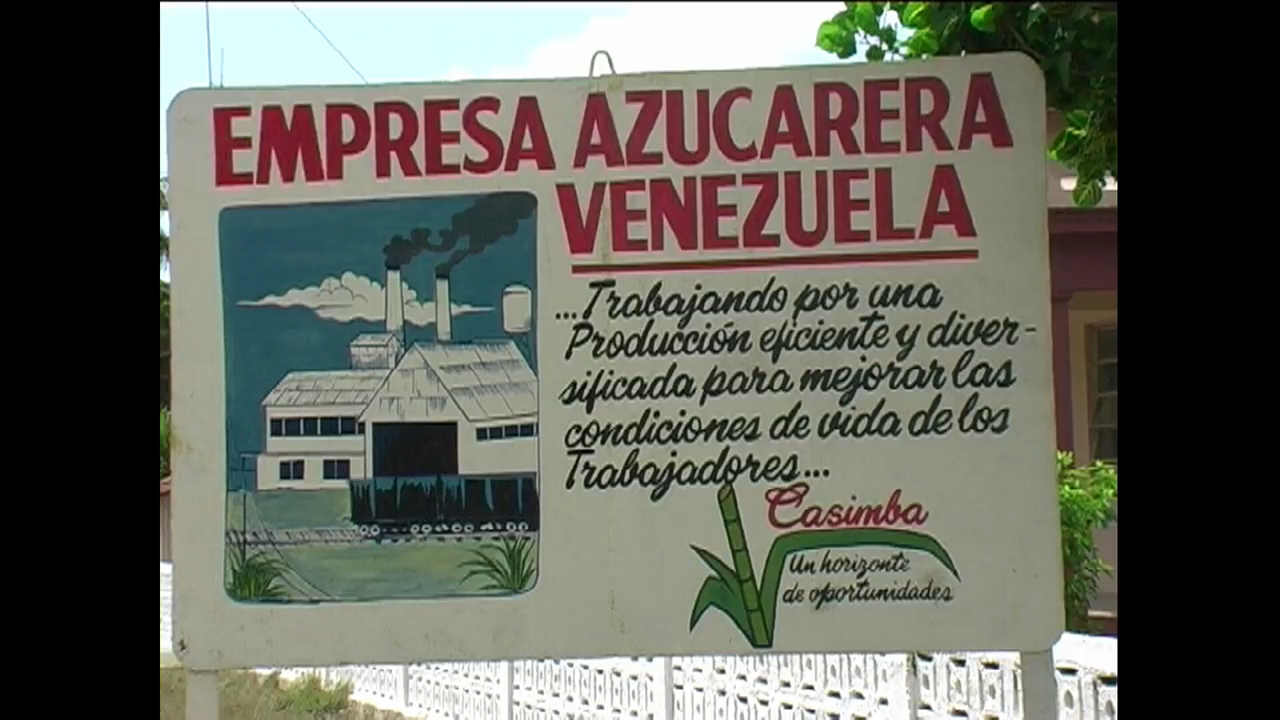 EMPRESA AZUCARERA
VENEZUELA
...Trabajando por una
Producción eficiente y diver-
sificada para mejorar las
condiciones de vida de los
Trabajadores...
Casimba
Un horizonte
de oportunidades